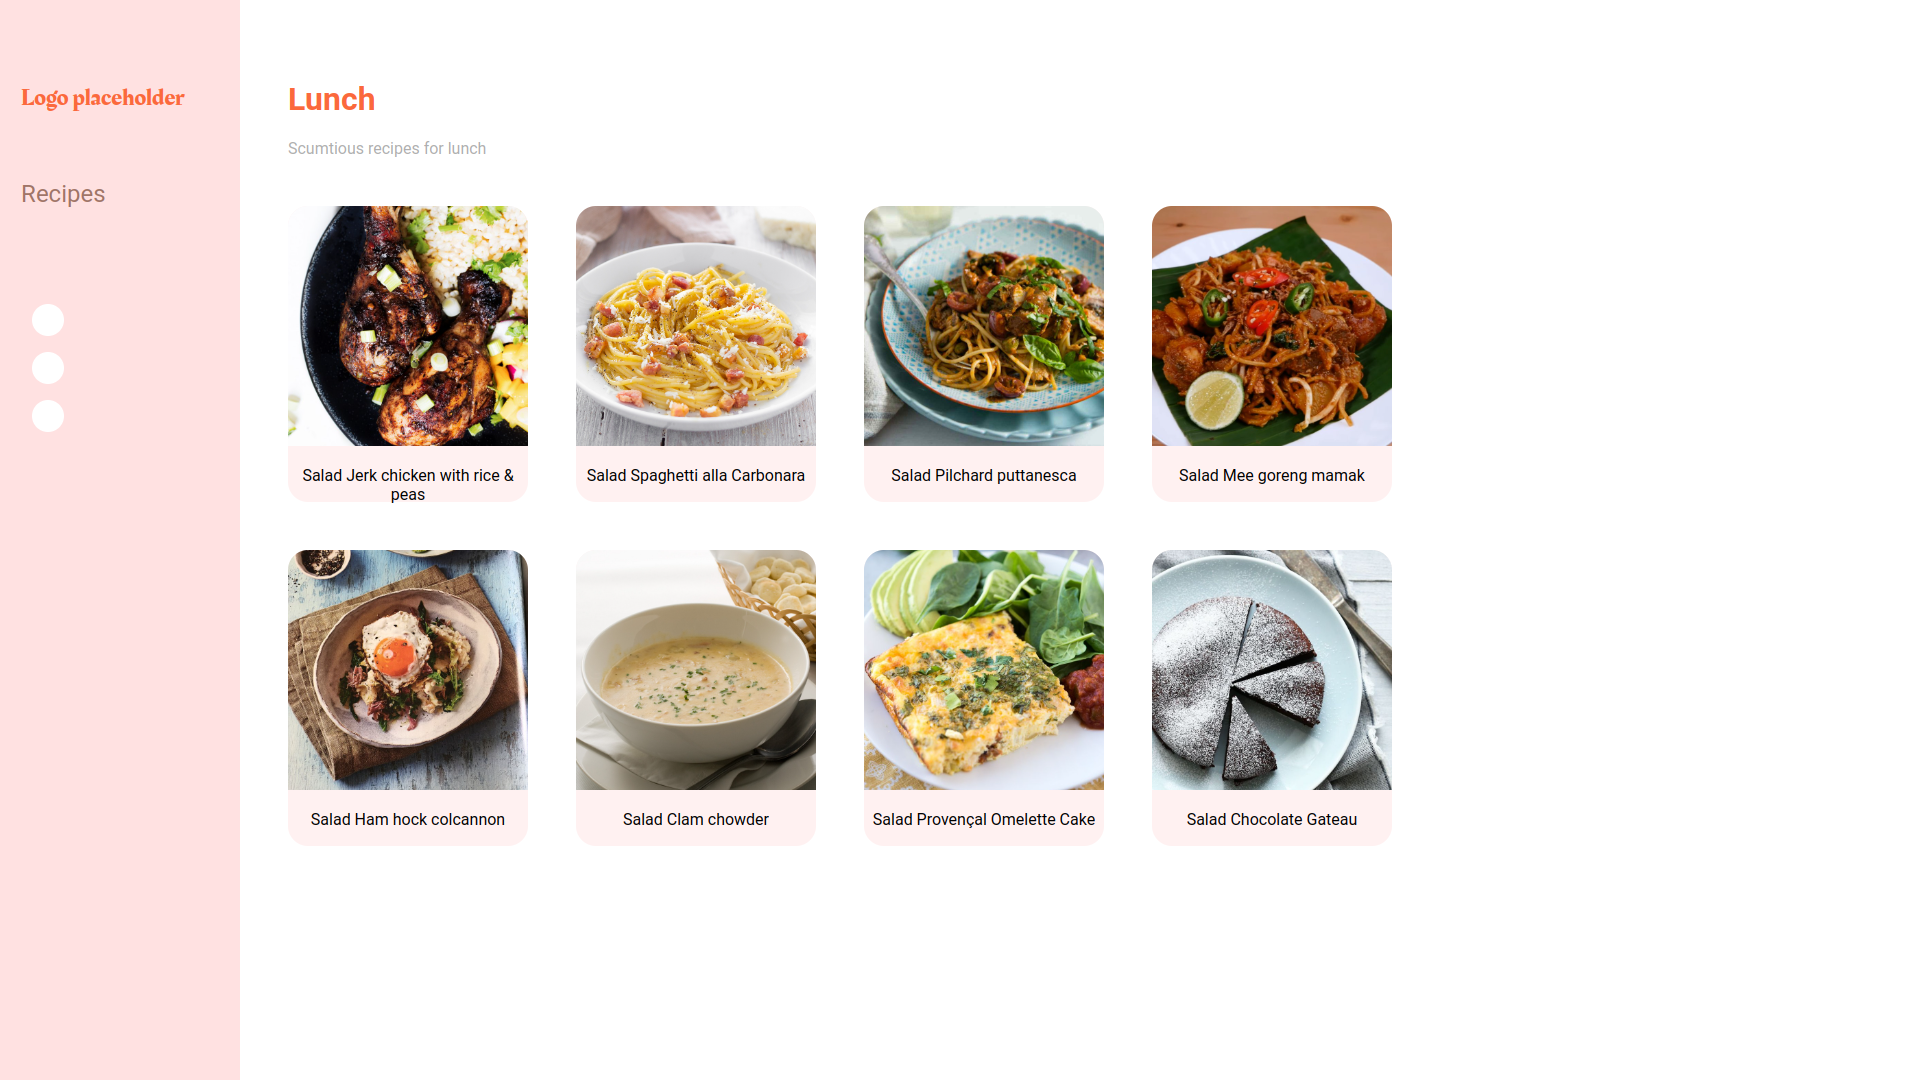 Logo placeholder
Recipes
Lunch
Scumtious recipes for lunch
Salad Jerk chicken with rice &
peas
Salad Spaghetti alla Carbonara
Salad Pilchard puttanesca
Salad Mee goreng mamak
Salad Ham hock colcannon
Salad Clam chowder
Salad Provençal Omelette Cake
Salad Chocolate Gateau